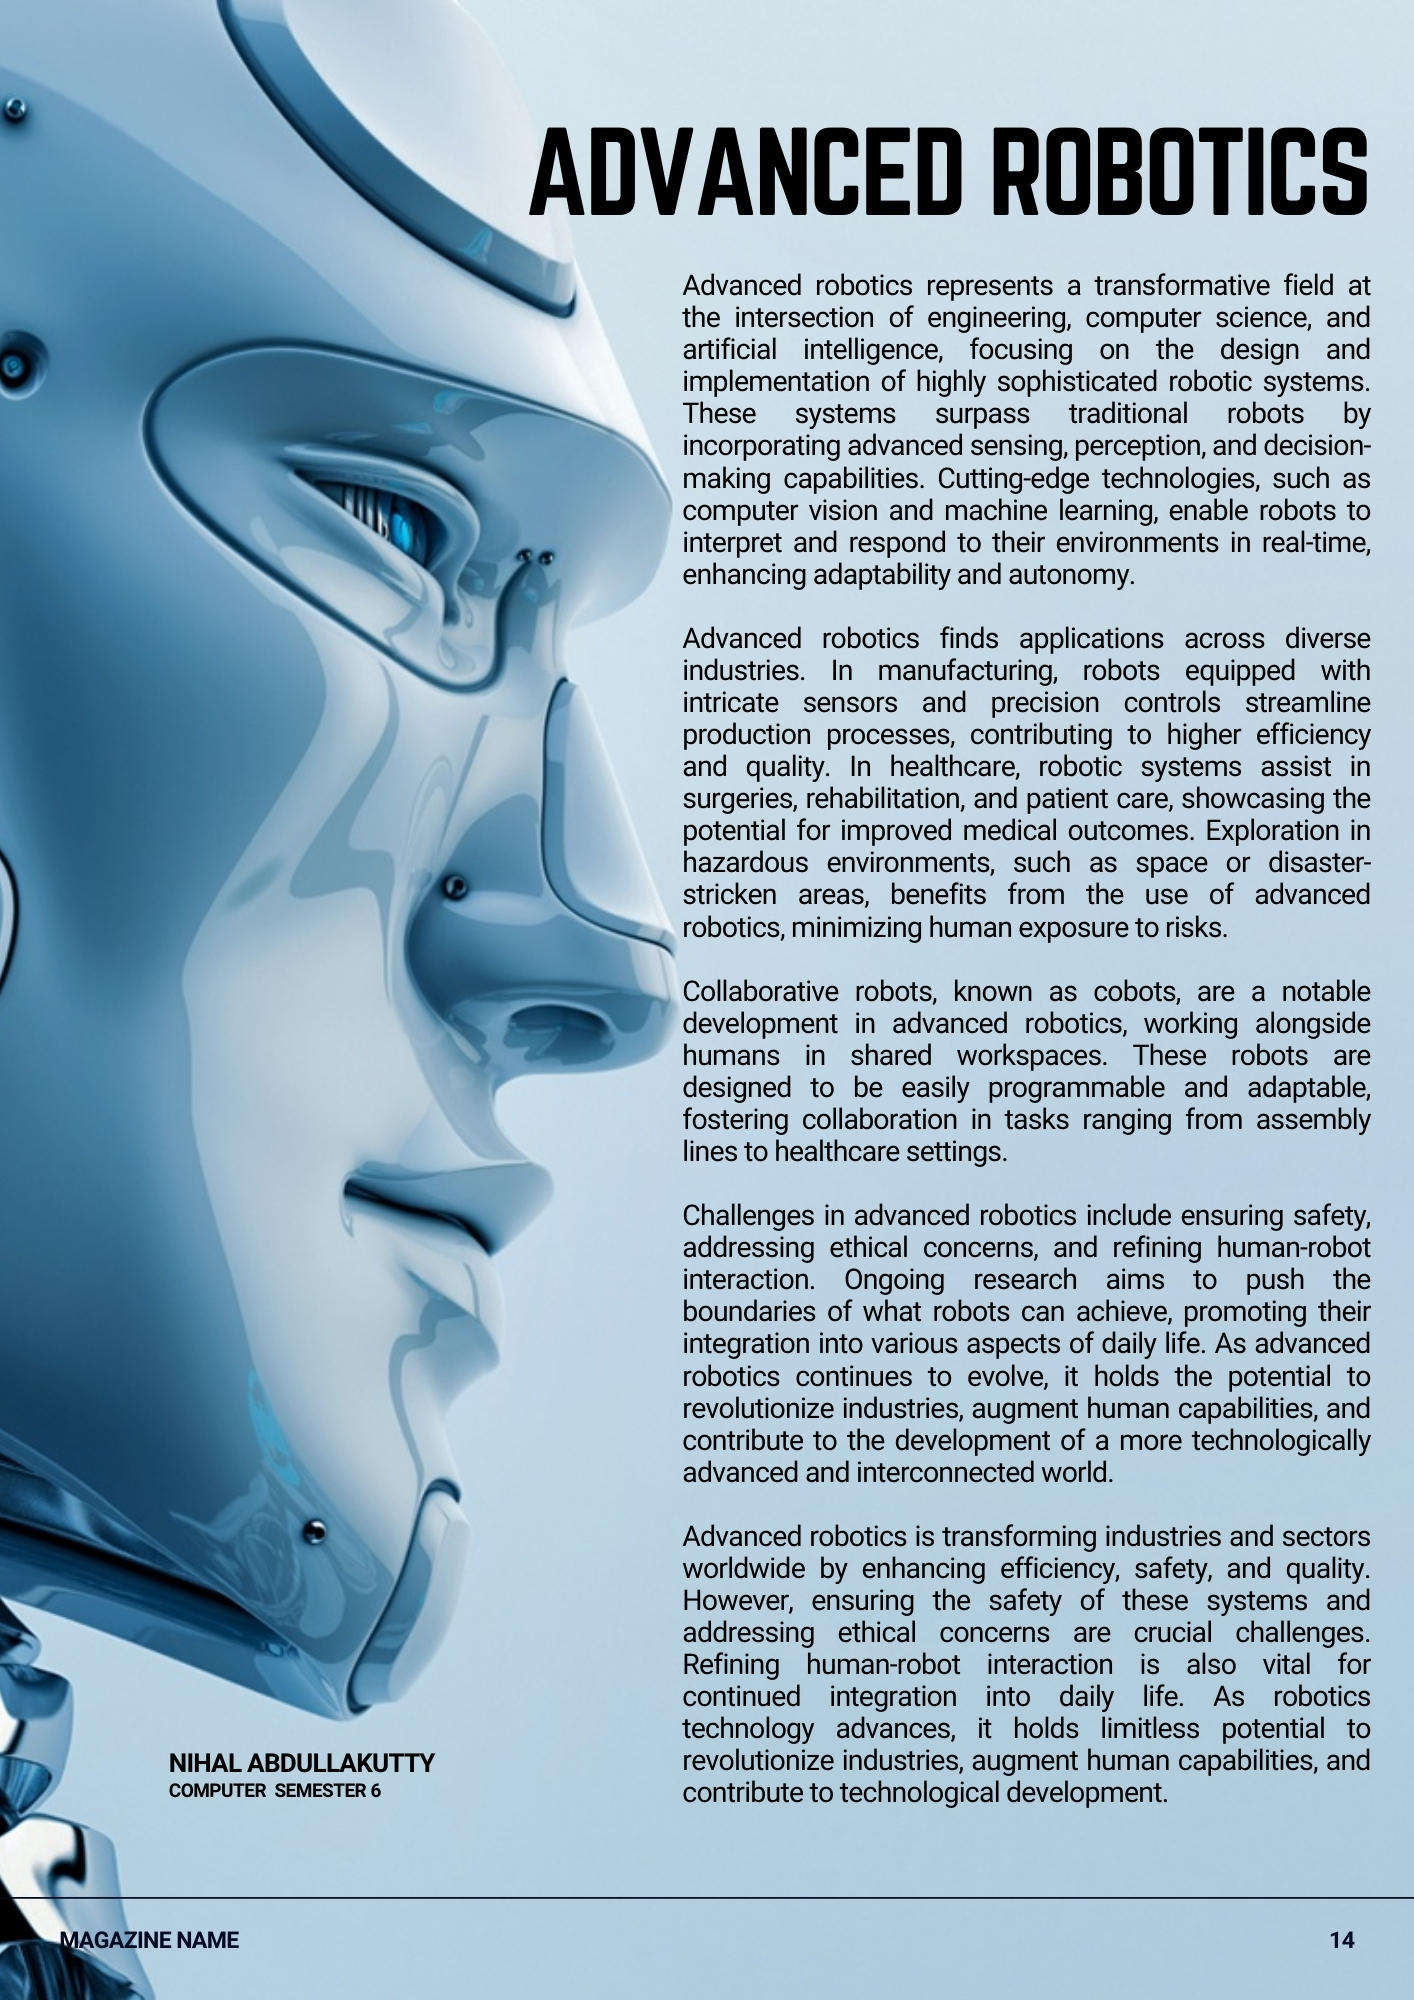 ADVANCED ROBOTICS
Advanced robotics represents a transformative field at
the intersection of engineering, computer science, and
artificial intelligence, focusing on the design and
implementation of highly sophisticated robotic systems.
These systems surpass traditional robots by
incorporating advanced sensing, perception, and decision-
making capabilities. Cutting-edge technologies, such as
computer vision and machine learning, enable robots to
interpret and respond to their environments in real-time,
enhancing adaptability and autonomy.
Advanced robotics finds applications across diverse
industries. In manufacturing, robots equipped with
intricate sensors and precision controls streamline
production processes, contributing to higher efficiency
and quality. In healthcare, robotic systems assist in
surgeries, rehabilitation, and patient care, showcasing the
potential for improved medical outcomes. Exploration in
hazardous environments, such as space or disaster-
stricken areas, benefits from the use of advanced
robotics, minimizing human exposure to risks.
Collaborative robots, known as cobots, are a notable
development in advanced robotics, working alongside
humans in shared workspaces. These robots are
designed to be easily programmable and adaptable,
fostering collaboration in tasks ranging from assembly
lines to healthcare settings.
Challenges in advanced robotics include ensuring safety,
addressing ethical concerns, and refining human-robot
interaction. Ongoing research aims to push the
boundaries of what robots can achieve, promoting their
integration into various aspects of daily life. As advanced
robotics continues to evolve, it holds the potential to
revolutionize industries, augment human capabilities, and
contribute to the development of a more technologically
advanced and interconnected world.
Advanced robotics is transforming industries and sectors
worldwide by enhancing efficiency, safety, and quality.
However, ensuring the safety of these systems and
addressing ethical concerns are crucial challenges.
Refining human-robot interaction is also vital for
continued integration into daily life. As robotics
technology advances, it holds limitless potential to
revolutionize industries, augment human capabilities, and
contribute to technological development.
NIHAL ABDULLAKUTTY
COMPUTER SEMESTER 6
MAGAZINE NAME
14